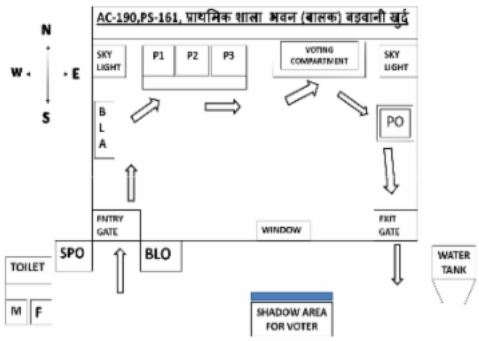 AC-190,PS-161, प्राथमिक शाला भवन (बालक) बड़वानी खुर्द
N
W
E
S
SKY
LIGHT
P1
P2
P3
VOTING
COMPARTMENT
SKY
LIGHT
B
L
A
PO
ENTRY
GATE
WINDOW
EXIT
GATE
SPO
BLO
TOILET
M
F
WATER
TANK
SHADOW AREA
FOR VOTER